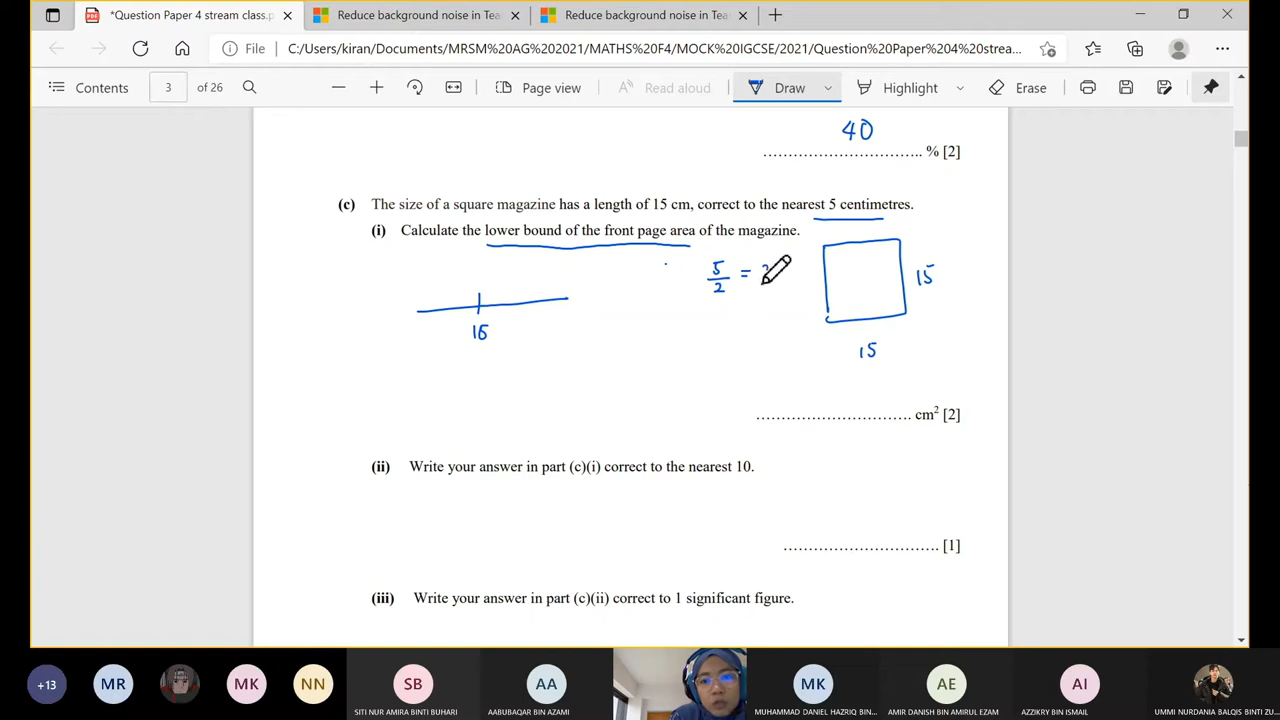 *Question Paper 4 stream class.p
Reduce background noise in Tea
Reduce background noise in Tea
File
C:/Users/kiran/Documents/MRSM%20AG%202021/MATHS%20F4/MOCK%20IGCSE/2021/Question%20Paper%204%20strea...
Contents
3
of 26
Page view
Read aloud
Draw
Highlight
Erase
40
.................................. % [2]
(c) The size of a square magazine has a length of 15 cm, correct to the nearest 5 centimetres.
(i) Calculate the lower bound of the front page area of the magazine.
5/2 =
15
15
15
.................................. cm² [2]
(ii) Write your answer in part (c)(i) correct to the nearest 10.
.................................. [1]
(iii) Write your answer in part (c)(ii) correct to 1 significant figure.
+13
MR
MK
NN
SB
SITI NUR AMIRA BINTI BUHARI
AA
AABUBAQAR BIN AZAMI
MK
MUHAMMAD DANIEL HAZRIQ BIN...
AE
AMIR DANISH BIN AMIRUL EZAM
AI
AZZIKRY BIN ISMAIL
UMMI NURDANIA BALQIS BINTI ZU...